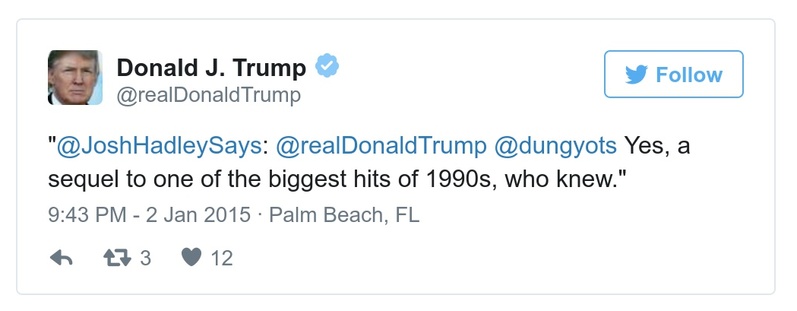 Donald J. Trump
@realDonaldTrump
Follow
"@JoshHadleySays: @realDonaldTrump @dungyots Yes, a
sequel to one of the biggest hits of 1990s, who knew."
9:43 PM - 2 Jan 2015 · Palm Beach, FL
3 12